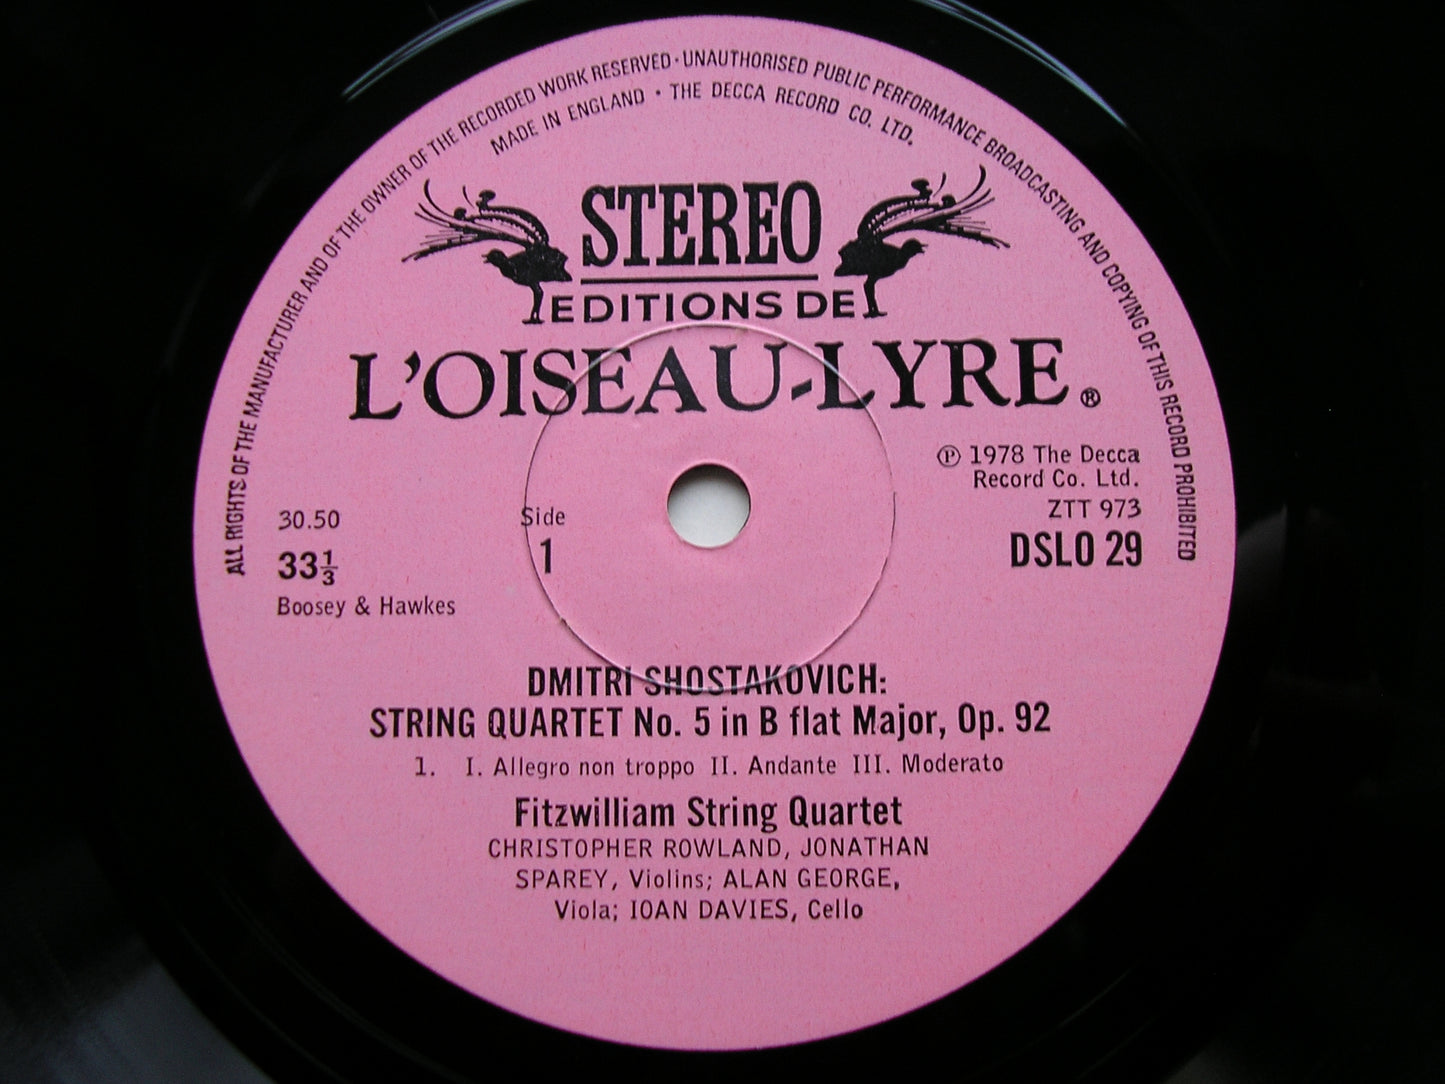 ALL RIGHTS OF THE MANUFACTURER AND OF THE OWNER OF THE RECORDED WORK RESERVED · UNAUTHORISED PUBLIC PERFORMANCE BROADCASTING AND COPYING OF THIS RECORD PROHIBITED
MADE IN ENGLAND · THE DECCA RECORD CO. LTD.
STEREO
EDITIONS DE
L'OISEAU-LYRE ®
℗ 1978 The Decca
Record Co. Ltd.
ZTT 973
DSLO 29
30.50
33⅓
Boosey & Hawkes
Side
1
DMITRI SHOSTAKOVICH:
STRING QUARTET No. 5 in B flat Major, Op. 92
1. I. Allegro non troppo II. Andante III. Moderato
Fitzwilliam String Quartet
CHRISTOPHER ROWLAND, JONATHAN
SPAREY, Violins; ALAN GEORGE,
Viola; IOAN DAVIES, Cello